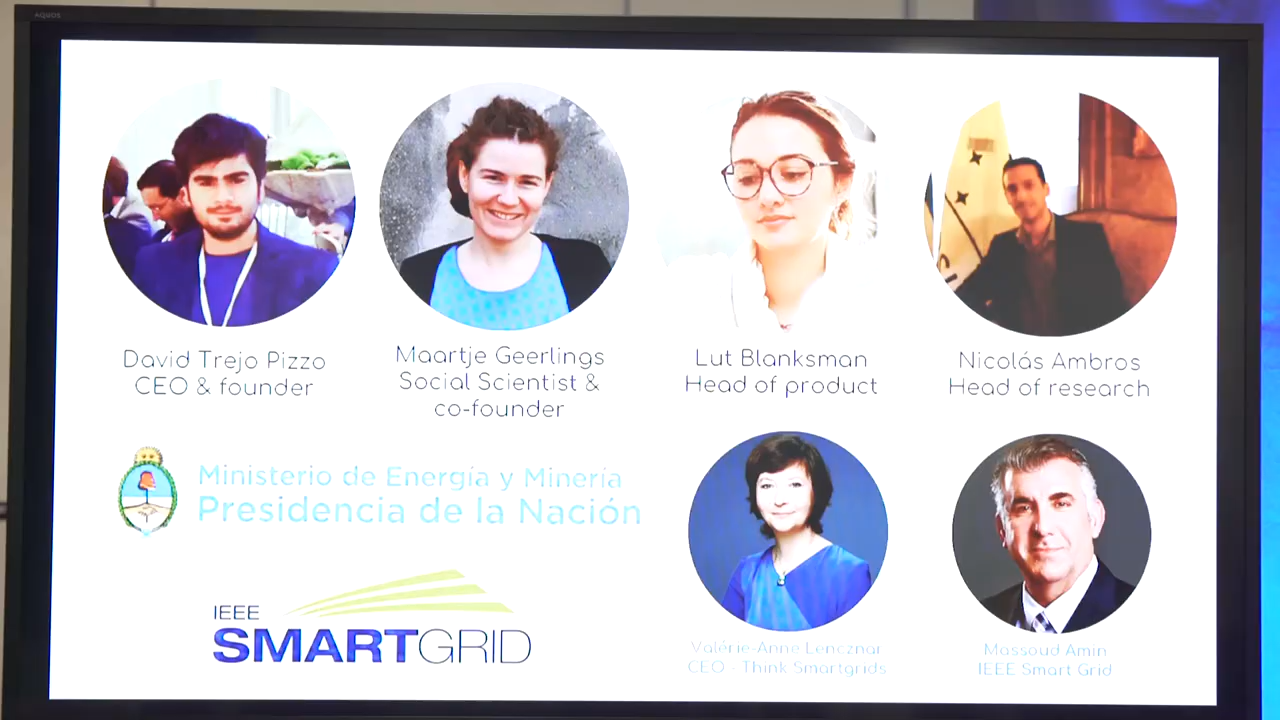 AQUOS
David Trejo Pizzo
CEO & founder
Maartje Geerlings
Social Scientist &
co-founder
Lut Blanksman
Head of product
Nicolás Ambros
Head of research
Ministerio de Energía y Minería
Presidencia de la Nación
IEEE
SMARTGRID
Valérie-Anne Lencznar
CEO - Think Smartgrids
Massoud Amin
IEEE Smart Grid